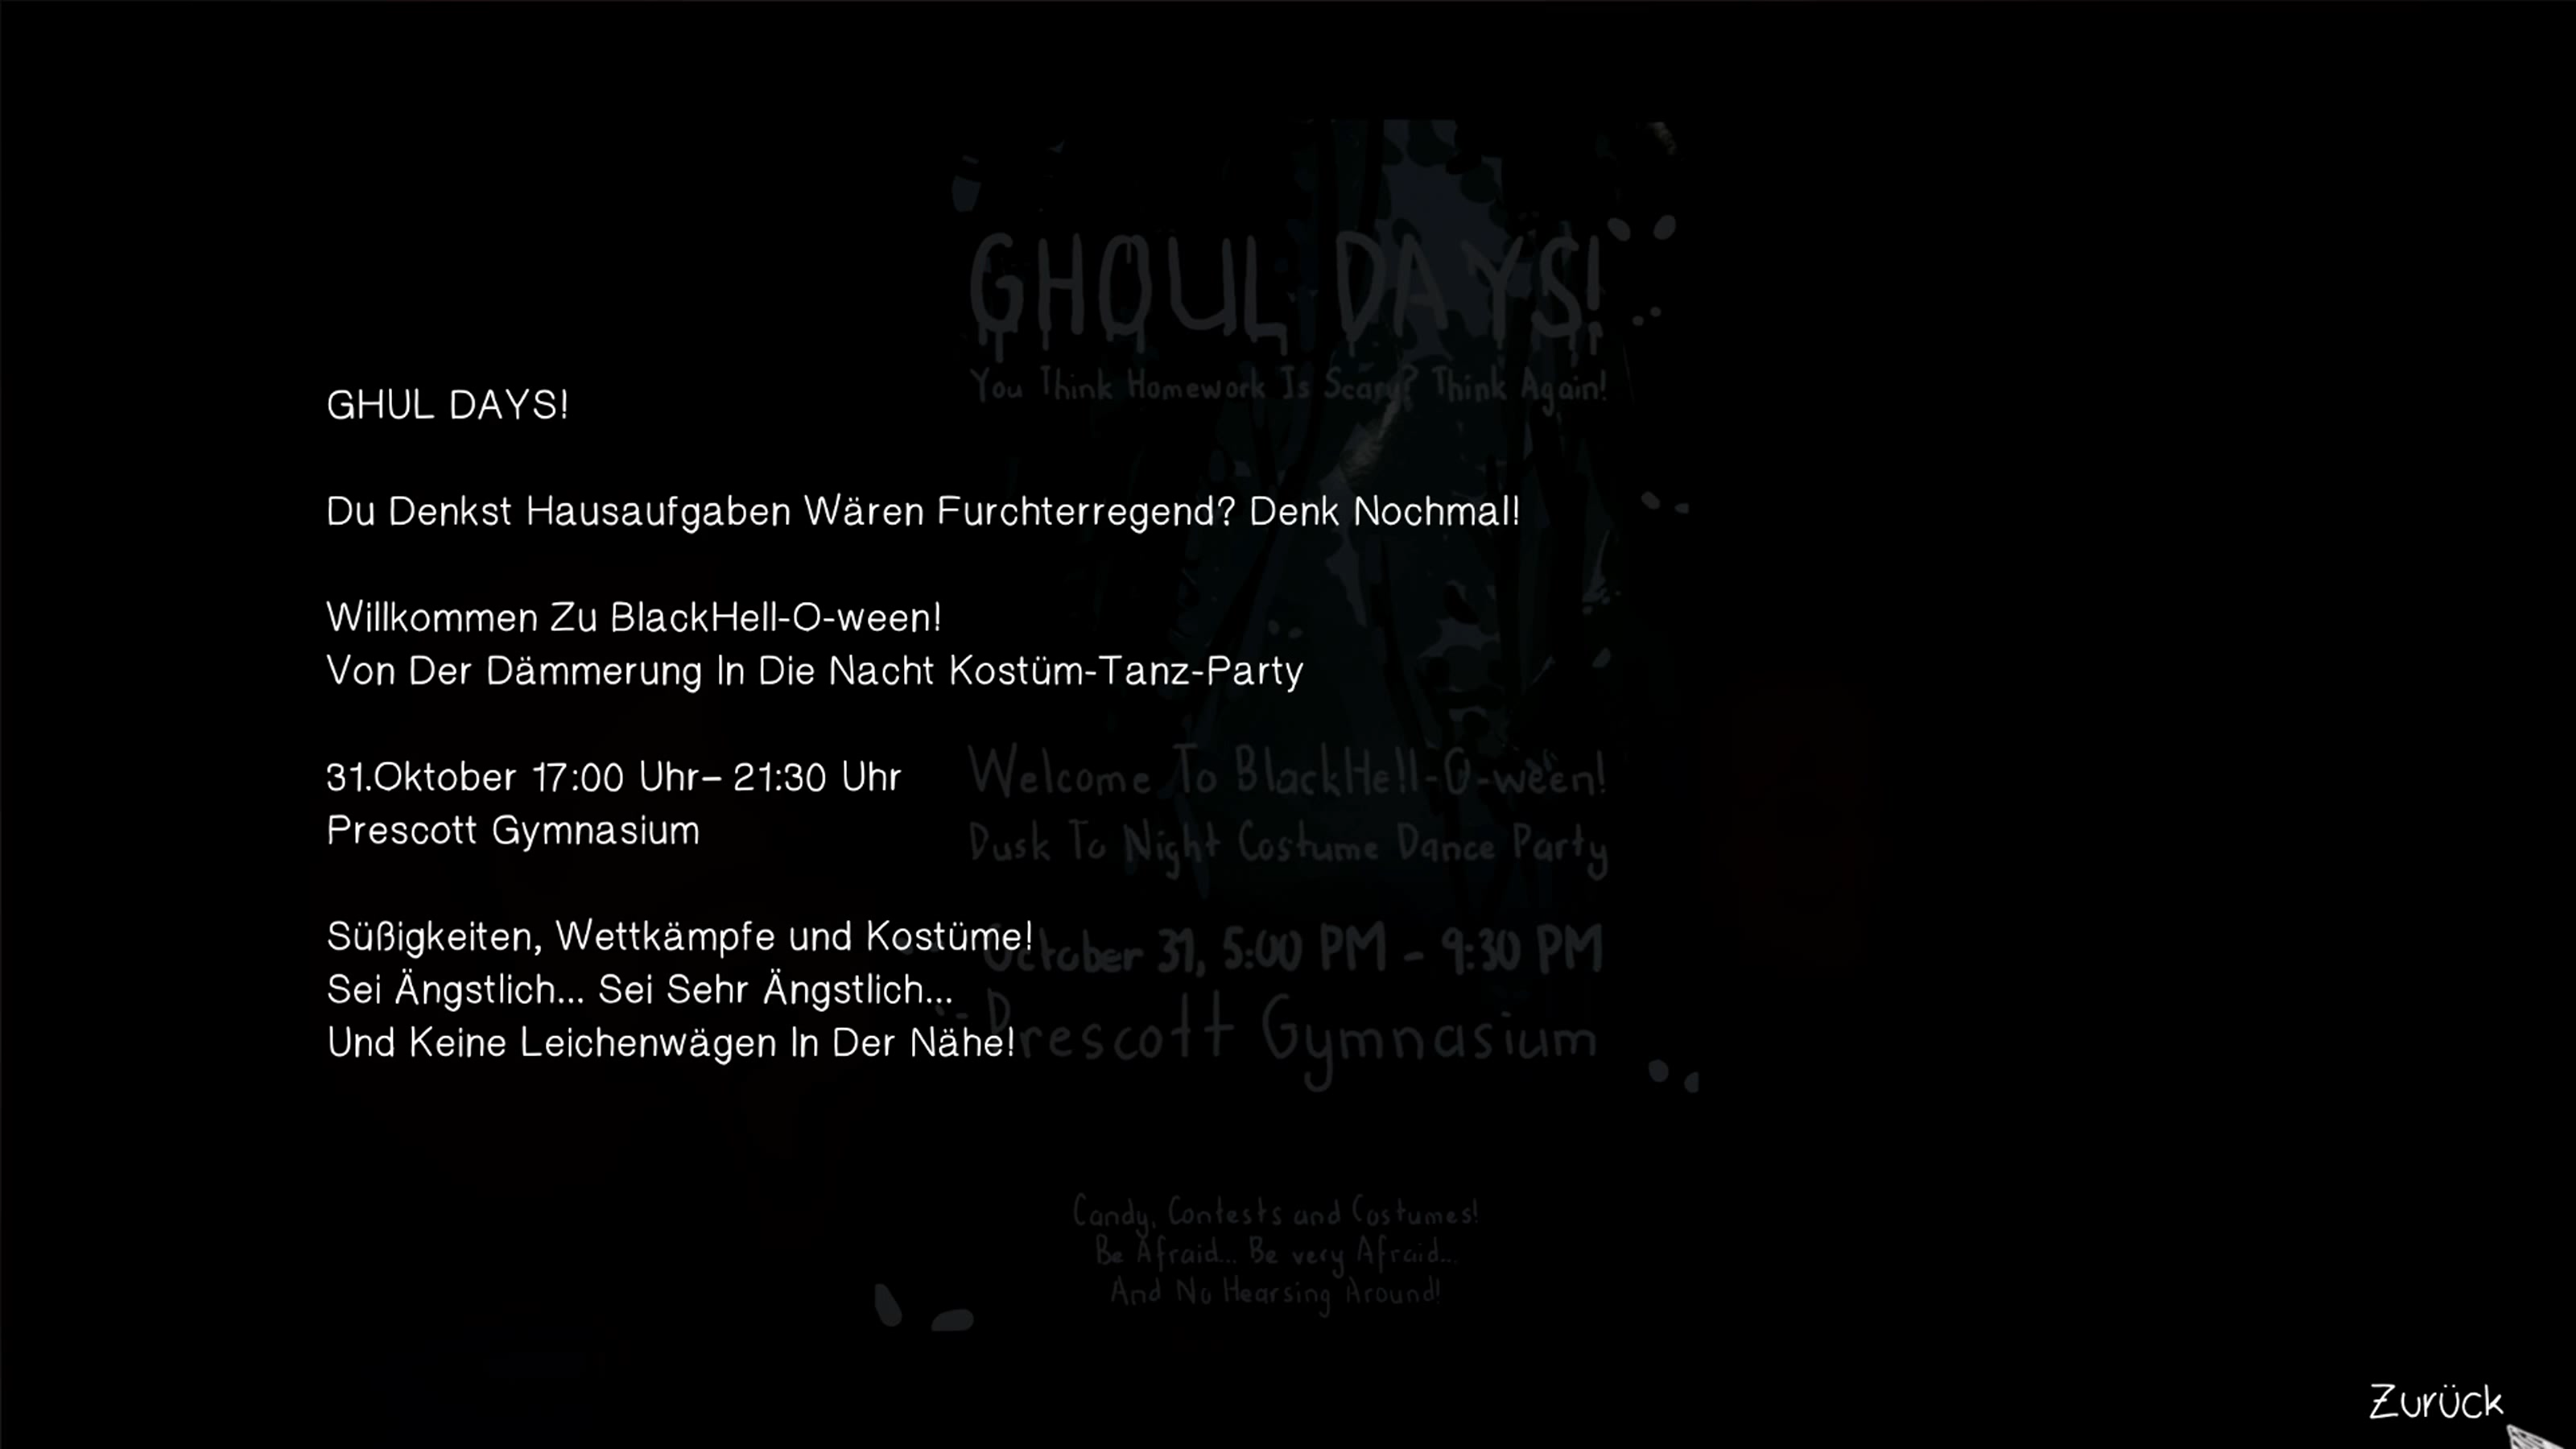 GHUL DAYS!
Du Denkst Hausaufgaben Wären Furchterregend? Denk Nochmal!
Willkommen Zu BlackHell-O-ween!
Von Der Dämmerung In Die Nacht Kostüm-Tanz-Party
31.Oktober 17:00 Uhr– 21:30 Uhr
Prescott Gymnasium
Süßigkeiten, Wettkämpfe und Kostüme!
Sei Ängstlich... Sei Sehr Ängstlich...
Und Keine Leichenwägen In Der Nähe!
GHOUL DAYS!
You Think Homework Is Scary? Think Again!
Welcome To BlackHell-O-ween!
Dusk To Night Costume Dance Party
October 31, 5:00 PM - 9:30 PM
Prescott Gymnasium
Candy, Contests and Costumes!
Be Afraid... Be very Afraid...
And No Hearsing Around!
Zurück